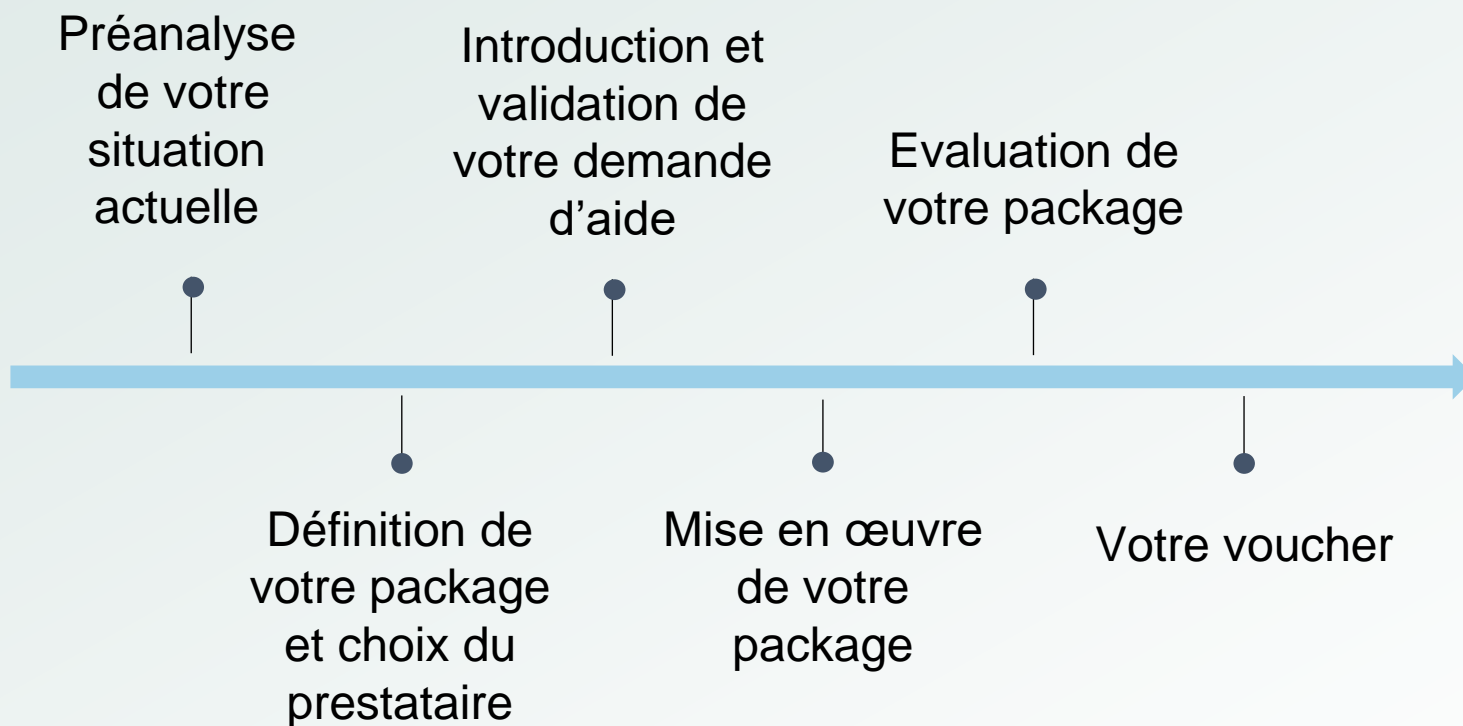 Préanalyse
de votre
situation
actuelle
Définition de
votre package
et choix du
prestataire
Introduction et
validation de
votre demande
d’aide
Mise en œuvre
de votre
package
Evaluation de
votre package
Votre voucher